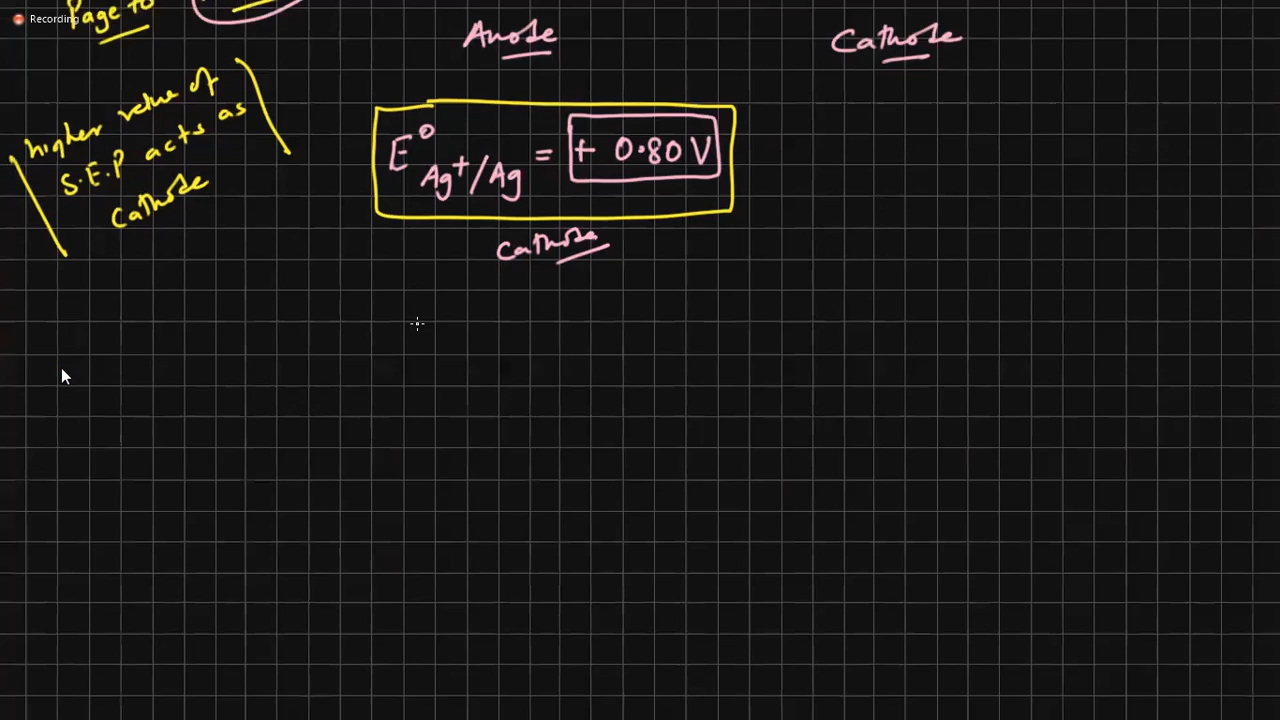 Recording
Page to
Anode
Cathode
higher value of
S.E.P acts as
Cathode
E° Ag⁺/Ag = + 0.80 V
Cathode